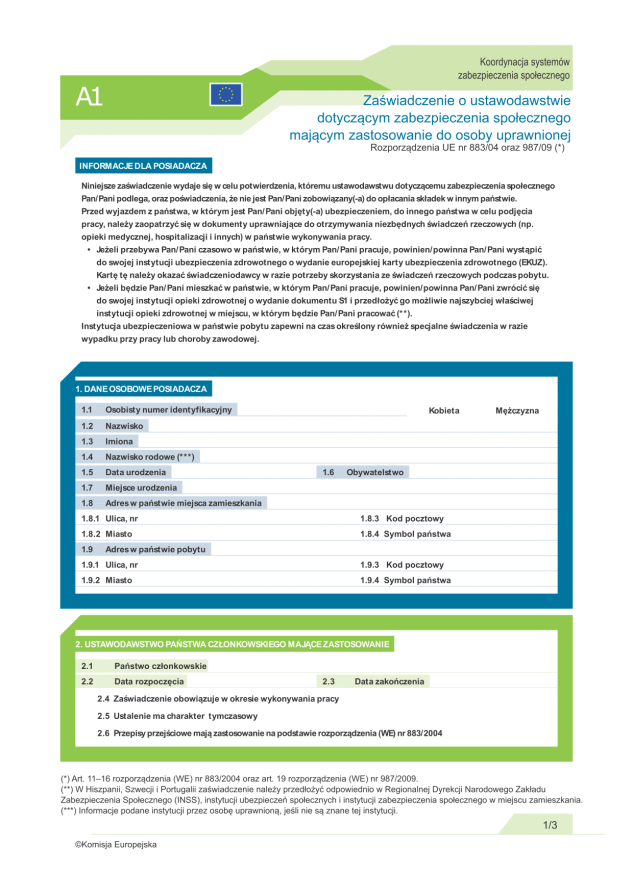 Koordynacja systemów
zabezpieczenia społecznego
A1
Zaświadczenie o ustawodawstwie
dotyczącym zabezpieczenia społecznego
mającym zastosowanie do osoby uprawnionej
Rozporządzenia UE nr 883/04 oraz 987/09 (*)
INFORMACJE DLA POSIADACZA
Niniejsze zaświadczenie wydaje się w celu potwierdzenia, któremu ustawodawstwu dotyczącemu zabezpieczenia społecznego
Pan/Pani podlega, oraz poświadczenia, że nie jest Pan/Pani zobowiązany(-a) do opłacania składek w innym państwie.
Przed wyjazdem z państwa, w którym jest Pan/Pani objęty(-a) ubezpieczeniem, do innego państwa w celu podjęcia
pracy, należy zaopatrzyć się w dokumenty uprawniające do otrzymywania niezbędnych świadczeń rzeczowych (np.
opieki medycznej, hospitalizacji i innych) w państwie wykonywania pracy.
• Jeżeli przebywa Pan/Pani czasowo w państwie, w którym Pan/Pani pracuje, powinien/powinna Pan/Pani wystąpić
do swojej instytucji ubezpieczenia zdrowotnego o wydanie europejskiej karty ubezpieczenia zdrowotnego (EKUZ).
Kartę tę należy okazać świadczeniodawcy w razie potrzeby skorzystania ze świadczeń rzeczowych podczas pobytu.
• Jeżeli będzie Pan/Pani mieszkać w państwie, w którym Pan/Pani pracuje, powinien/powinna Pan/Pani zwrócić się
do swojej instytucji opieki zdrowotnej o wydanie dokumentu S1 i przedłożyć go możliwie najszybciej właściwej
instytucji opieki zdrowotnej w miejscu, w którym będzie Pan/Pani pracować (**).
Instytucja ubezpieczeniowa w państwie pobytu zapewni na czas określony również specjalne świadczenia w razie
wypadku przy pracy lub choroby zawodowej.
1. DANE OSOBOWE POSIADACZA
1.1 Osobisty numer identyfikacyjny Kobieta Mężczyzna
1.2 Nazwisko
1.3 Imiona
1.4 Nazwisko rodowe (***)
1.5 Data urodzenia 1.6 Obywatelstwo
1.7 Miejsce urodzenia
1.8 Adres w państwie miejsca zamieszkania
1.8.1 Ulica, nr 1.8.3 Kod pocztowy
1.8.2 Miasto 1.8.4 Symbol państwa
1.9 Adres w państwie pobytu
1.9.1 Ulica, nr 1.9.3 Kod pocztowy
1.9.2 Miasto 1.9.4 Symbol państwa
2. USTAWODAWSTWO PAŃSTWA CZŁONKOWSKIEGO MAJĄCE ZASTOSOWANIE
2.1 Państwo członkowskie
2.2 Data rozpoczęcia 2.3 Data zakończenia
2.4 Zaświadczenie obowiązuje w okresie wykonywania pracy
2.5 Ustalenie ma charakter tymczasowy
2.6 Przepisy przejściowe mają zastosowanie na podstawie rozporządzenia (WE) nr 883/2004
(*) Art. 11–16 rozporządzenia (WE) nr 883/2004 oraz art. 19 rozporządzenia (WE) nr 987/2009.
(**) W Hiszpanii, Szwecji i Portugalii zaświadczenie należy przedłożyć odpowiednio w Regionalnej Dyrekcji Narodowego Zakładu
Zabezpieczenia Społecznego (INSS), instytucji ubezpieczeń społecznych i instytucji zabezpieczenia społecznego w miejscu zamieszkania.
(***) Informacje podane instytucji przez osobę uprawnioną, jeśli nie są znane tej instytucji.
1/3
©Komisja Europejska